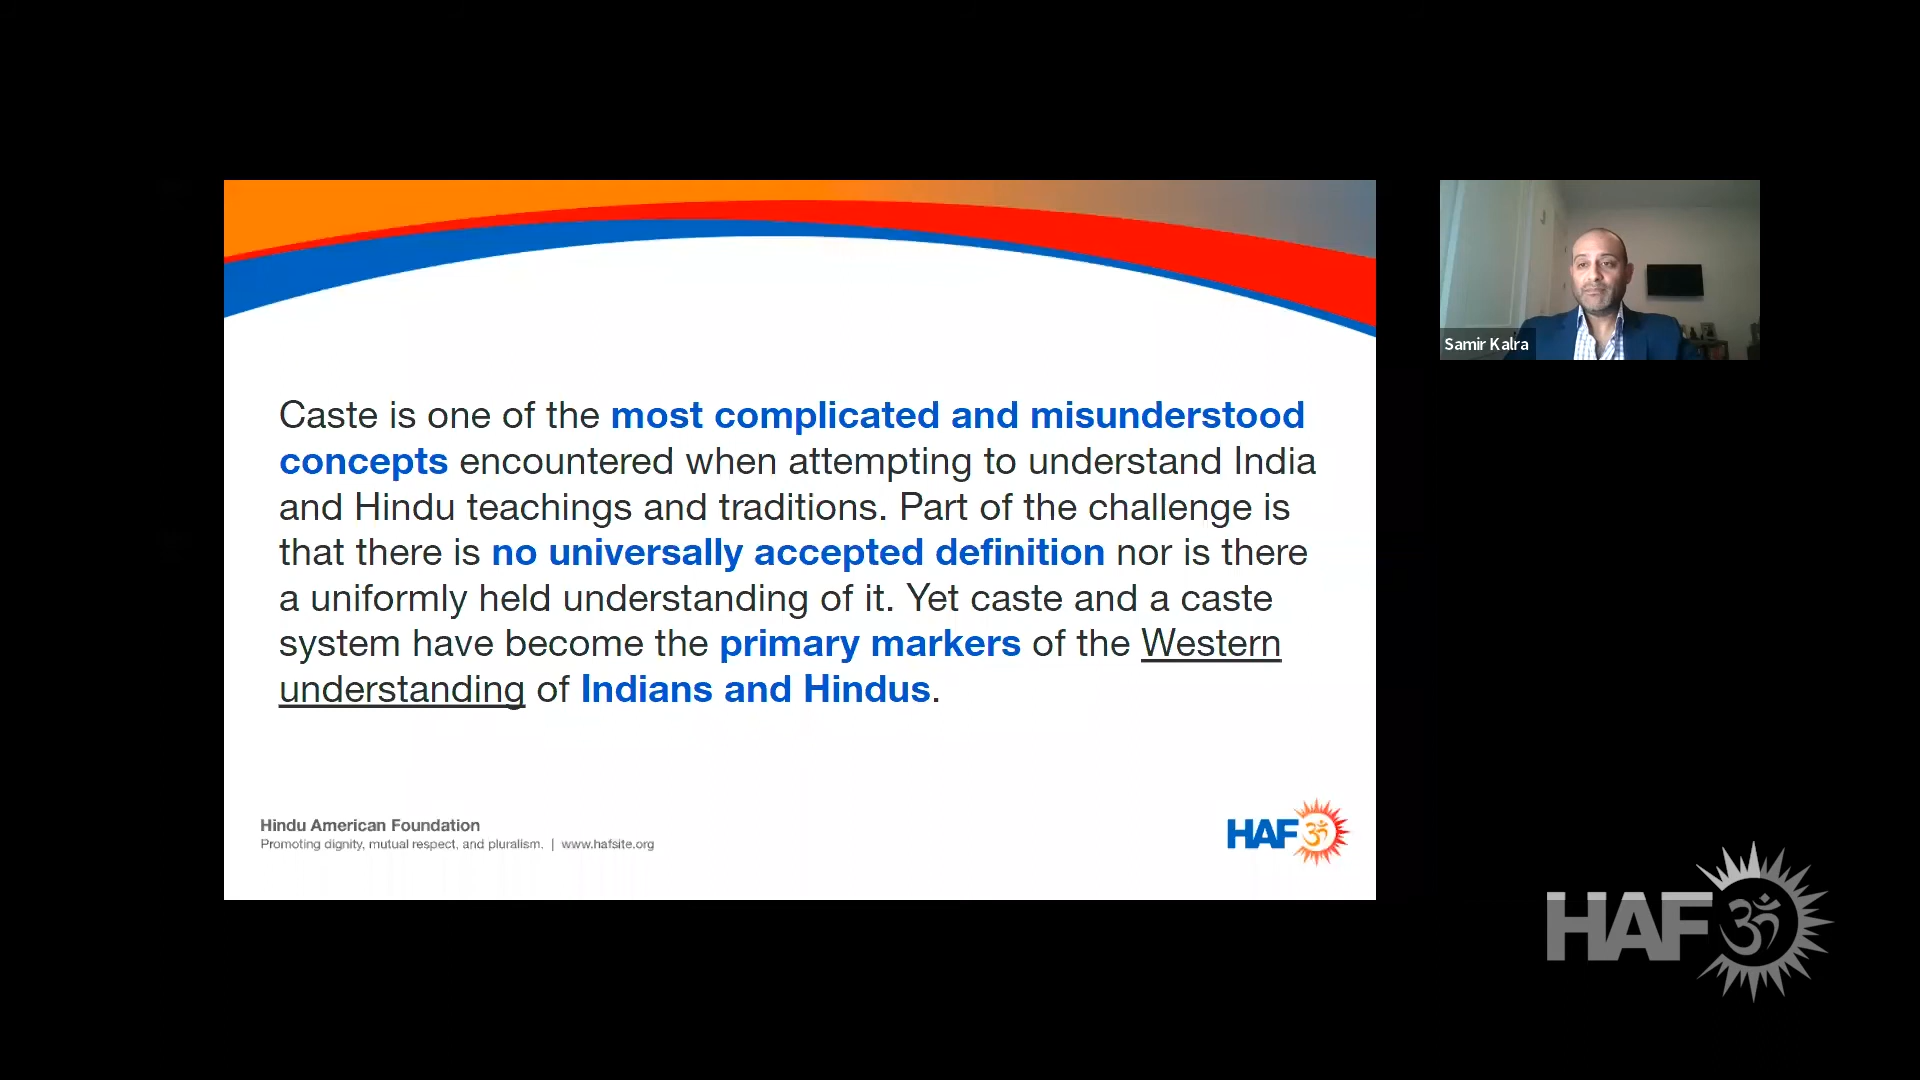 Caste is one of the most complicated and misunderstood
concepts encountered when attempting to understand India
and Hindu teachings and traditions. Part of the challenge is
that there is no universally accepted definition nor is there
a uniformly held understanding of it. Yet caste and a caste
system have become the primary markers of the Western
understanding of Indians and Hindus.
Hindu American Foundation
Promoting dignity, mutual respect, and pluralism. | www.hafsite.org
HAF ॐ
Samir Kalra
HAF ॐ